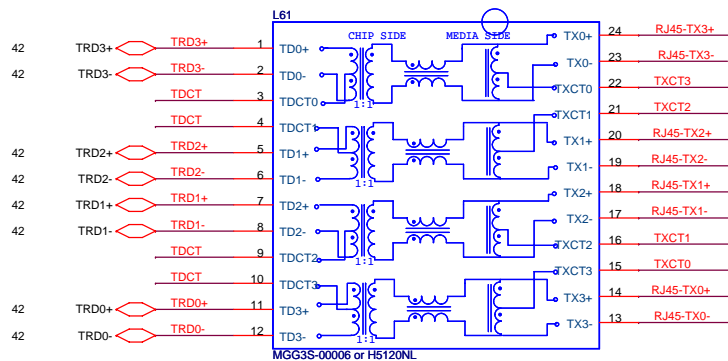 L61
CHIP SIDE MEDIA SIDE
42 TRD3+ TRD3+ 1 TD0+ TX0+ 24 RJ45-TX3+
42 TRD3- TRD3- 2 TD0- TX0- 23 RJ45-TX3-
TDCT 3 TDCT0 TXCT0 22 TXCT3
1:1
TDCT 4 TDCT1 TXCT1 21 TXCT2
42 TRD2+ TRD2+ 5 TD1+ TX1+ 20 RJ45-TX2+
42 TRD2- TRD2- 6 TD1- TX1- 19 RJ45-TX2-
1:1
42 TRD1+ TRD1+ 7 TD2+ TX2+ 18 RJ45-TX1+
42 TRD1- TRD1- 8 TD2- TX2- 17 RJ45-TX1-
TDCT 9 TDCT2 TXCT2 16 TXCT1
1:1
TDCT 10 TDCT3 TXCT3 15 TXCT0
42 TRD0+ TRD0+ 11 TD3+ TX3+ 14 RJ45-TX0+
42 TRD0- TRD0- 12 TD3- TX3- 13 RJ45-TX0-
1:1
MGG3S-00006 or H5120NL